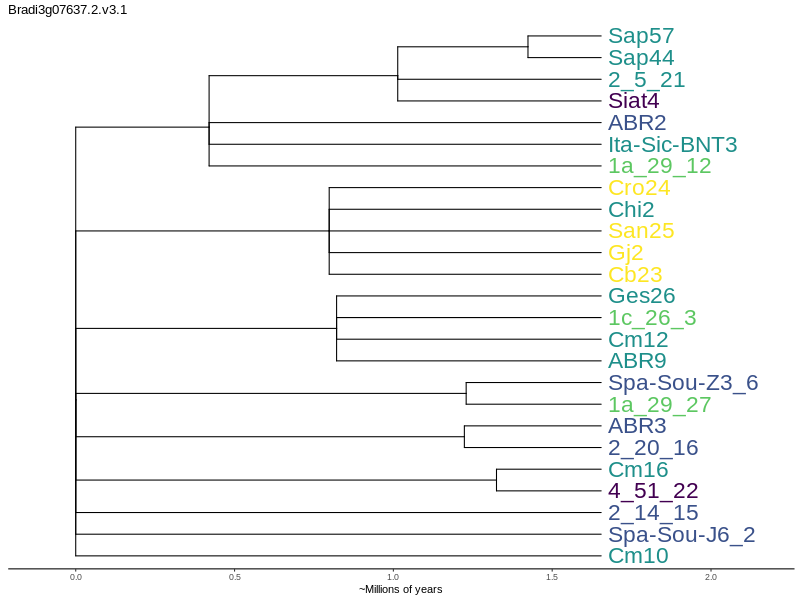 Bradi3g07637.2.v3.1
Sap57
Sap44
2_5_21
Siat4
ABR2
Ita-Sic-BNT3
1a_29_12
Cro24
Chi2
San25
Gj2
Cb23
Ges26
1c_26_3
Cm12
ABR9
Spa-Sou-Z3_6
1a_29_27
ABR3
2_20_16
Cm16
4_51_22
2_14_15
Spa-Sou-J6_2
Cm10
0.0 0.5 1.0 1.5 2.0
~Millions of years